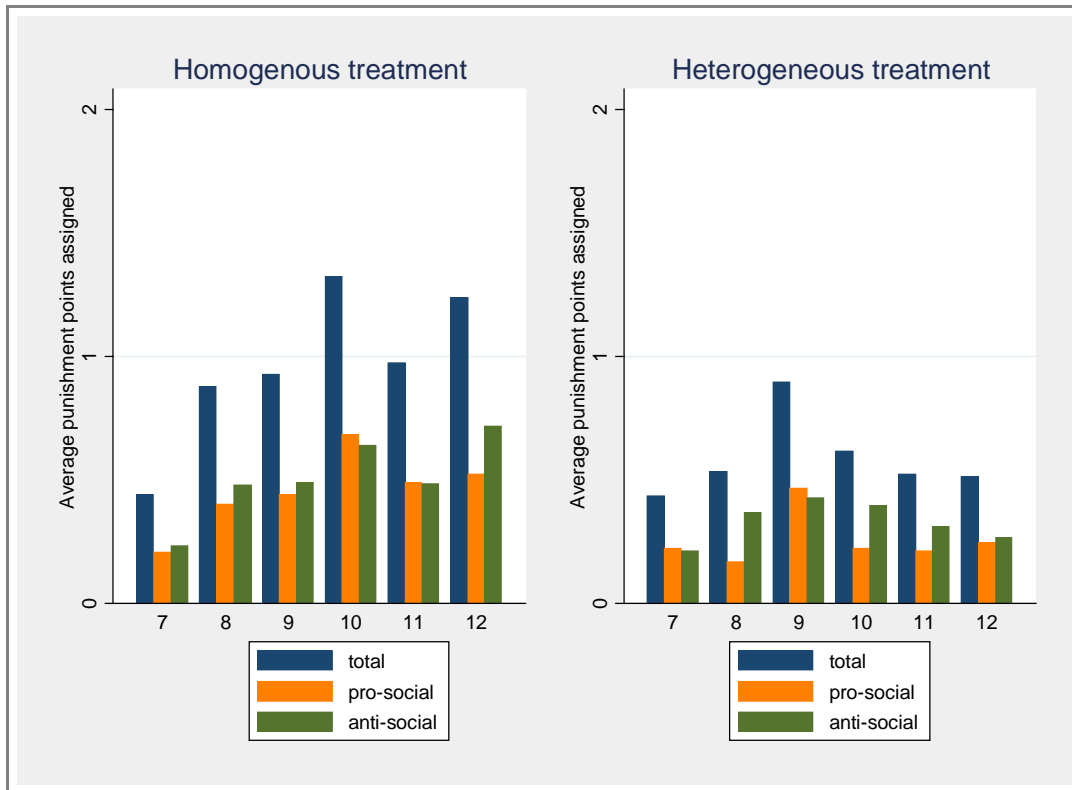 Homogenous treatment
Average punishment points assigned
2
1
0
7 8 9 10 11 12
total
pro-social
anti-social
Heterogeneous treatment
Average punishment points assigned
2
1
0
7 8 9 10 11 12
total
pro-social
anti-social